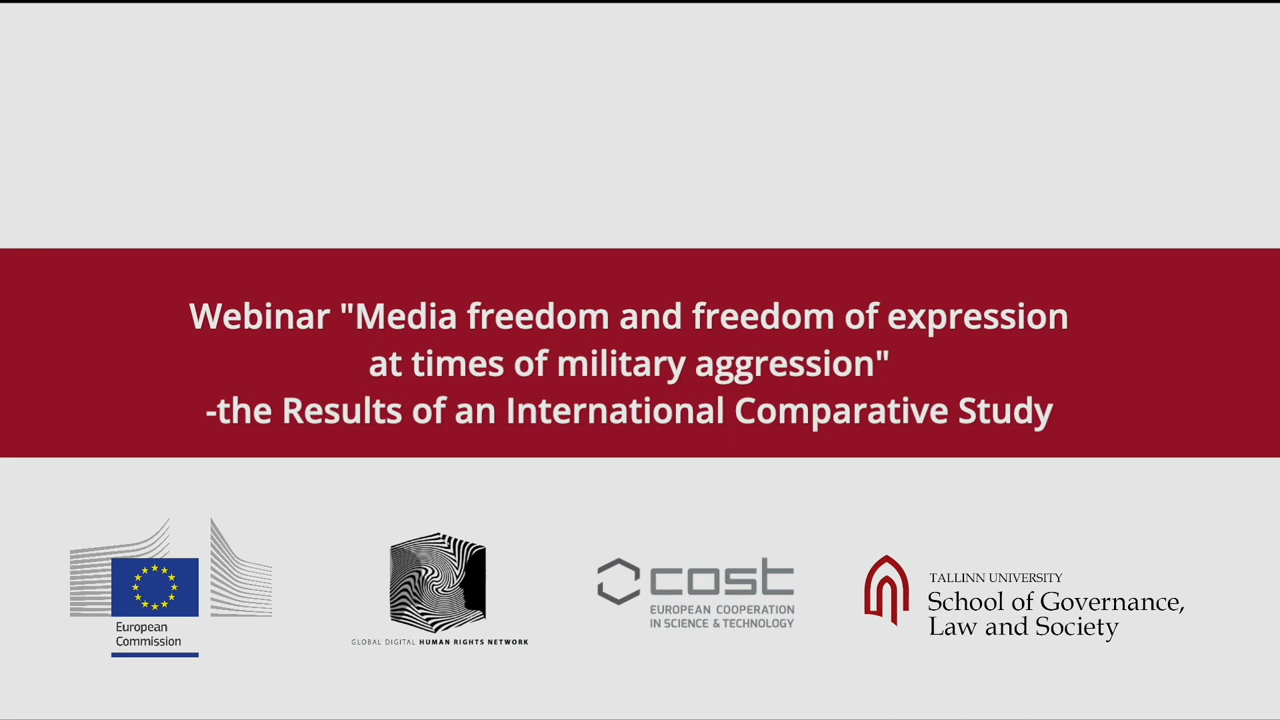 Webinar "Media freedom and freedom of expression
at times of military aggression"
-the Results of an International Comparative Study
European
Commission
GLOBAL DIGITAL HUMAN RIGHTS NETWORK
cost
EUROPEAN COOPERATION
IN SCIENCE & TECHNOLOGY
TALLINN UNIVERSITY
School of Governance,
Law and Society